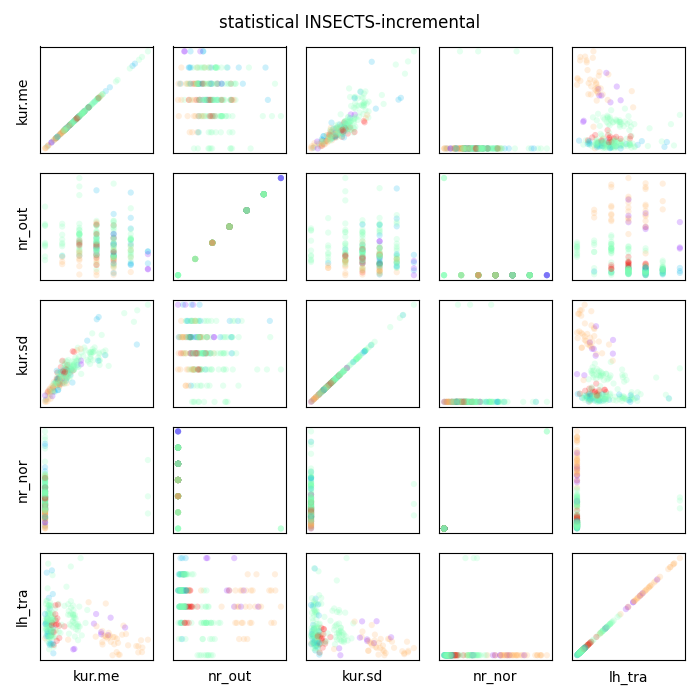 statistical INSECTS-incremental
kur.me
nr_out
kur.sd
nr_nor
lh_tra
kur.me
nr_out
kur.sd
nr_nor
lh_tra